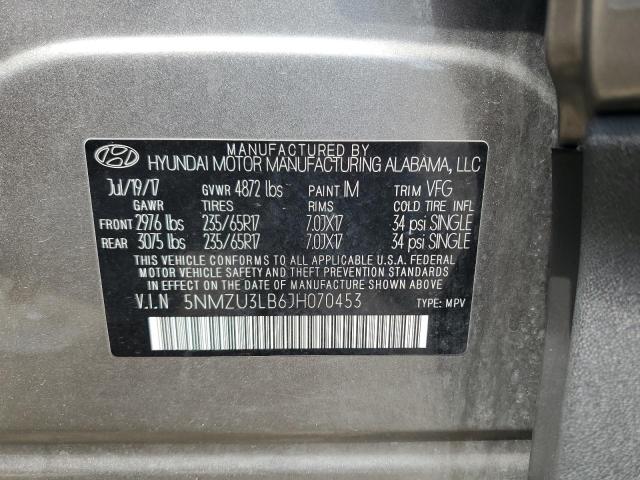 MANUFACTURED BY
HYUNDAI MOTOR MANUFACTURING ALABAMA, LLC
Jul/19/17 GVWR 4872 lbs PAINT IM TRIM VFG
GAWR TIRES RIMS COLD TIRE INFL
FRONT 2976 lbs 235/65R17 7.0JX17 34 psi SINGLE
REAR 3075 lbs 235/65R17 7.0JX17 34 psi SINGLE
THIS VEHICLE CONFORMS TO ALL APPLICABLE U.S.A. FEDERAL
MOTOR VEHICLE SAFETY AND THEFT PREVENTION STANDARDS
IN EFFECT ON THE DATE OF MANUFACTURE SHOWN ABOVE
V.I.N 5NMZU3LB6JH070453 TYPE: MPV